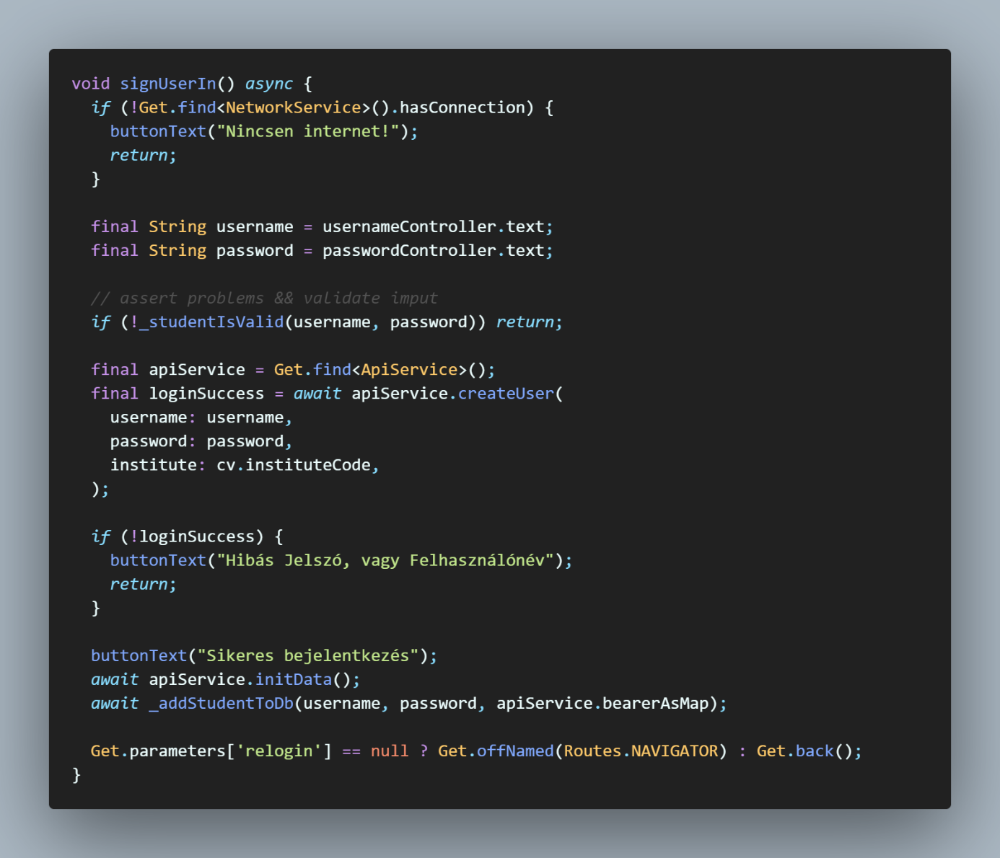 void signUserIn() async {
  if (!Get.find<NetworkService>().hasConnection) {
    buttonText("Nincsen internet!");
    return;
  }

  final String username = usernameController.text;
  final String password = passwordController.text;

  // assert problems && validate imput
  if (!_studentIsValid(username, password)) return;

  final apiService = Get.find<ApiService>();
  final loginSuccess = await apiService.createUser(
    username: username,
    password: password,
    institute: cv.instituteCode,
  );

  if (!loginSuccess) {
    buttonText("Hibás Jelszó, vagy Felhasználónév");
    return;
  }

  buttonText("Sikeres bejelentkezés");
  await apiService.initData();
  await _addStudentToDb(username, password, apiService.bearerAsMap);

  Get.parameters['relogin'] == null ? Get.offNamed(Routes.NAVIGATOR) : Get.back();
}